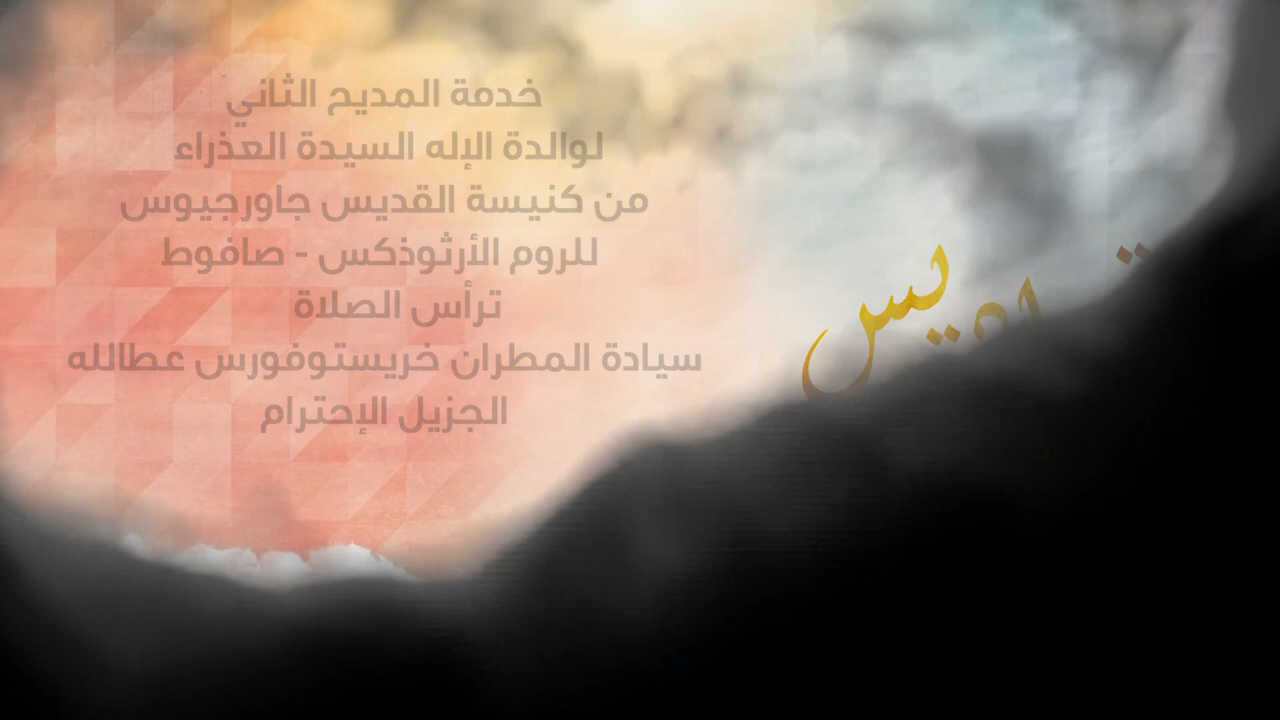 خدمة المديح الثاني
لوالدة الإله السيدة العذراء
من كنيسة القديس جاورجيوس
للروم الأرثوذكس - صافوط
ترأس الصلاة
سيادة المطران خريستوفورس عطالله
الجزيل الإحترام